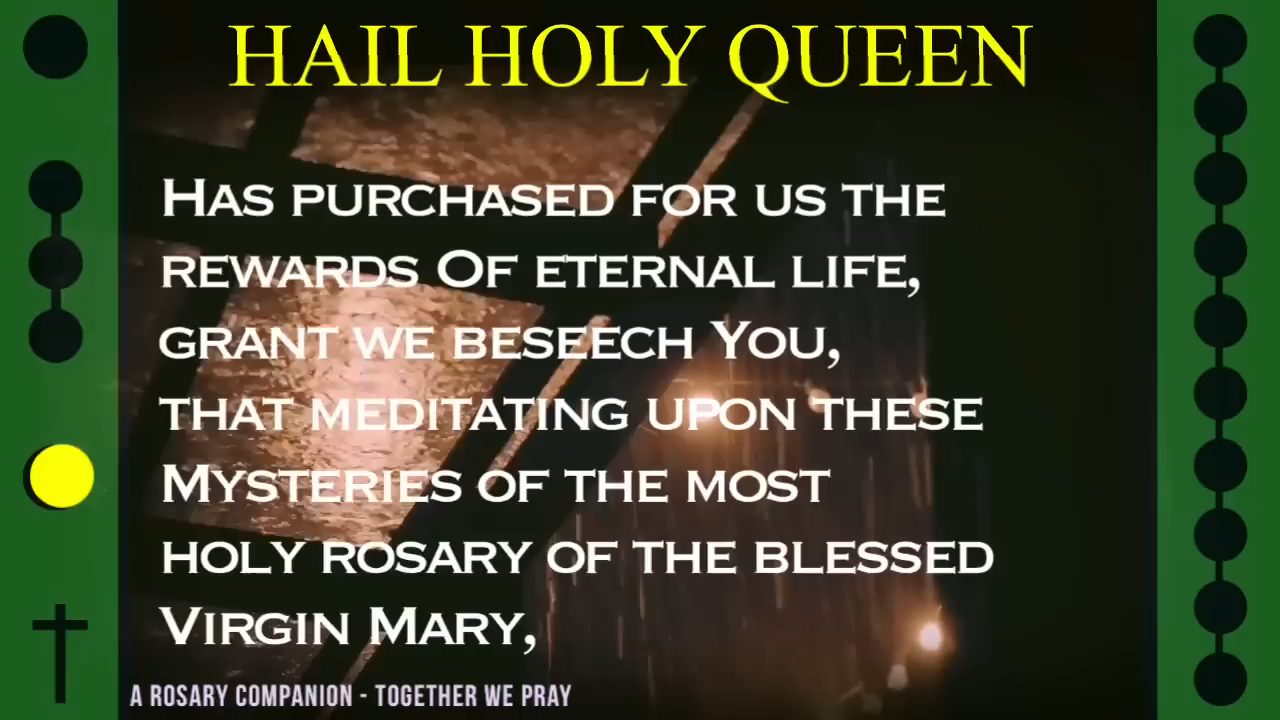 HAIL HOLY QUEEN
HAS PURCHASED FOR US THE
REWARDS OF ETERNAL LIFE,
GRANT WE BESEECH YOU,
THAT MEDITATING UPON THESE
MYSTERIES OF THE MOST
HOLY ROSARY OF THE BLESSED
VIRGIN MARY,
A ROSARY COMPANION - TOGETHER WE PRAY